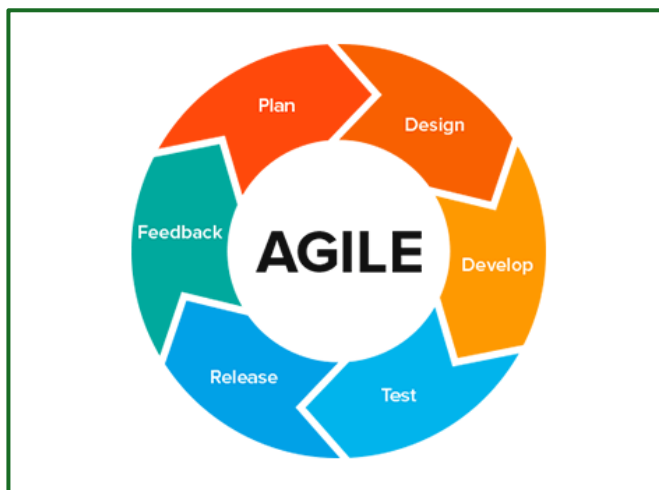 Plan
Design
Feedback
AGILE
Develop
Release
Test